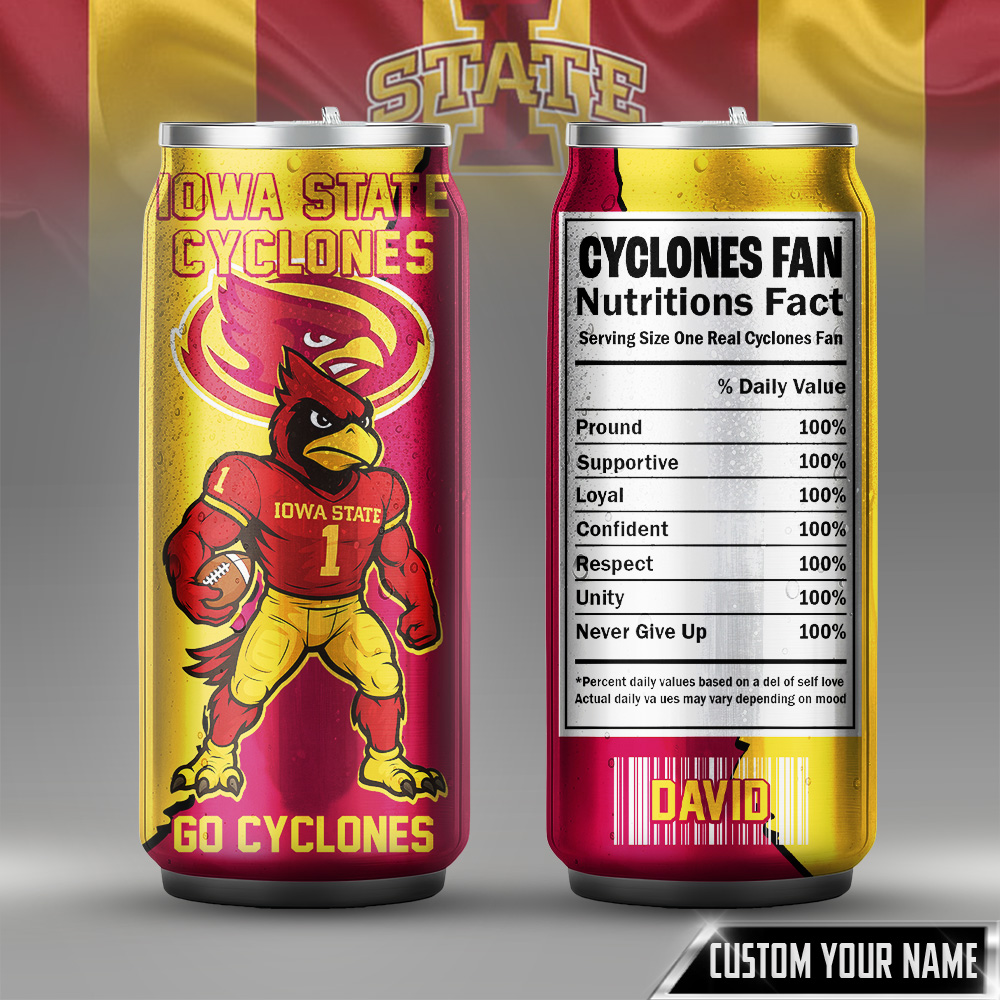 STATE
IOWA STATE
CYCLONES
1
IOWA STATE
1
GO CYCLONES
CYCLONES FAN
Nutritions Fact
Serving Size One Real Cyclones Fan
% Daily Value
Pround 100%
Supportive 100%
Loyal 100%
Confident 100%
Respect 100%
Unity 100%
Never Give Up 100%
*Percent daily values based on a del of self love
Actual daily va ues may vary depending on mood
DAVID
CUSTOM YOUR NAME